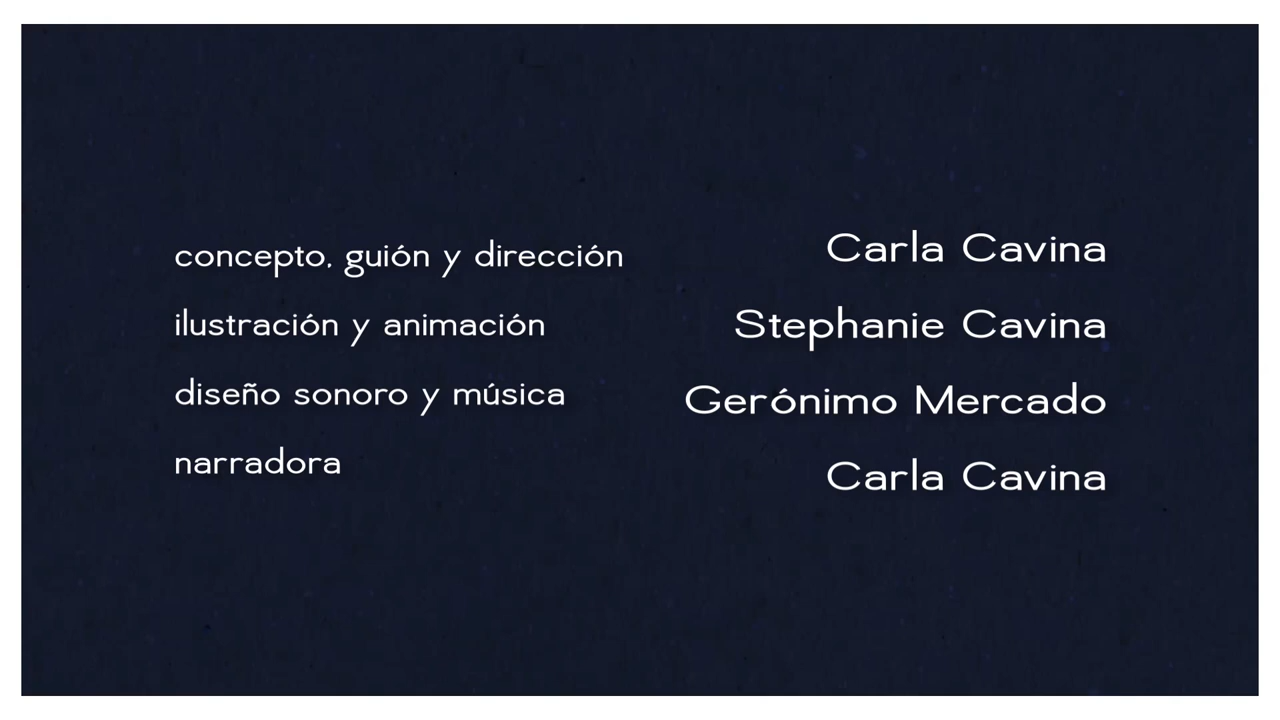 concepto, guión y dirección Carla Cavina
ilustración y animación Stephanie Cavina
diseño sonoro y música Gerónimo Mercado
narradora Carla Cavina